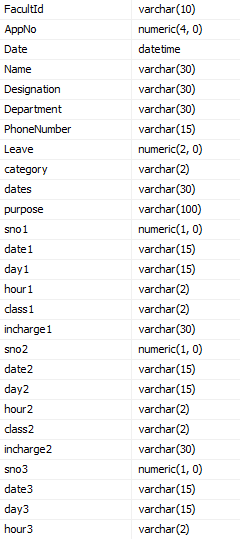 FacultId varchar(10)
AppNo numeric(4, 0)
Date datetime
Name varchar(30)
Designation varchar(30)
Department varchar(30)
PhoneNumber varchar(15)
Leave numeric(2, 0)
category varchar(2)
dates varchar(30)
purpose varchar(100)
sno1 numeric(1, 0)
date1 varchar(15)
day1 varchar(15)
hour1 varchar(2)
class1 varchar(2)
incharge1 varchar(30)
sno2 numeric(1, 0)
date2 varchar(15)
day2 varchar(15)
hour2 varchar(2)
class2 varchar(2)
incharge2 varchar(30)
sno3 numeric(1, 0)
date3 varchar(15)
day3 varchar(15)
hour3 varchar(2)